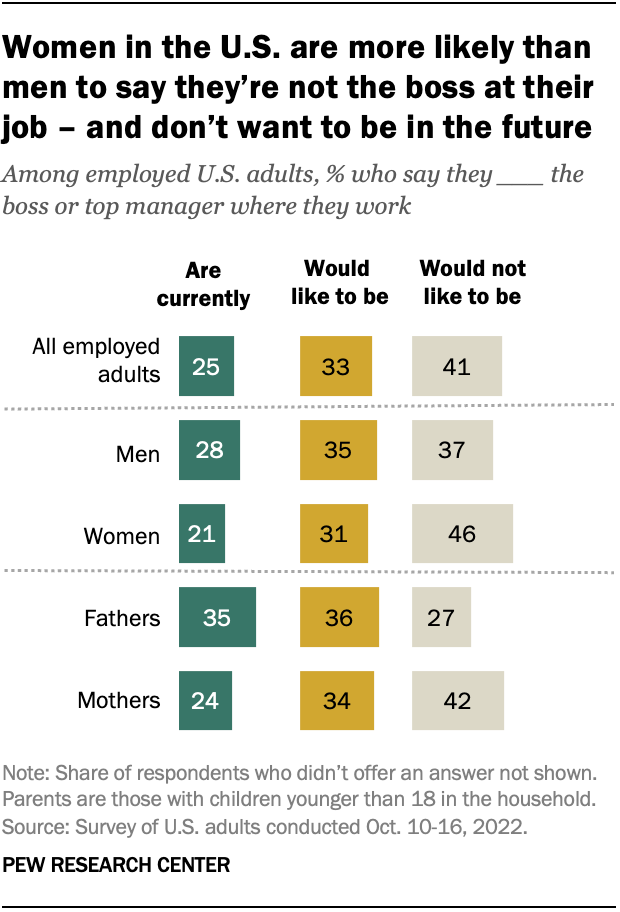 Women in the U.S. are more likely than
men to say they’re not the boss at their
job – and don’t want to be in the future
Among employed U.S. adults, % who say they ___ the
boss or top manager where they work
Are
currently
Would
like to be
Would not
like to be
All employed
adults
25
33
41
Men
28
35
37
Women
21
31
46
Fathers
35
36
27
Mothers
24
34
42
Note: Share of respondents who didn’t offer an answer not shown.
Parents are those with children younger than 18 in the household.
Source: Survey of U.S. adults conducted Oct. 10-16, 2022.
PEW RESEARCH CENTER